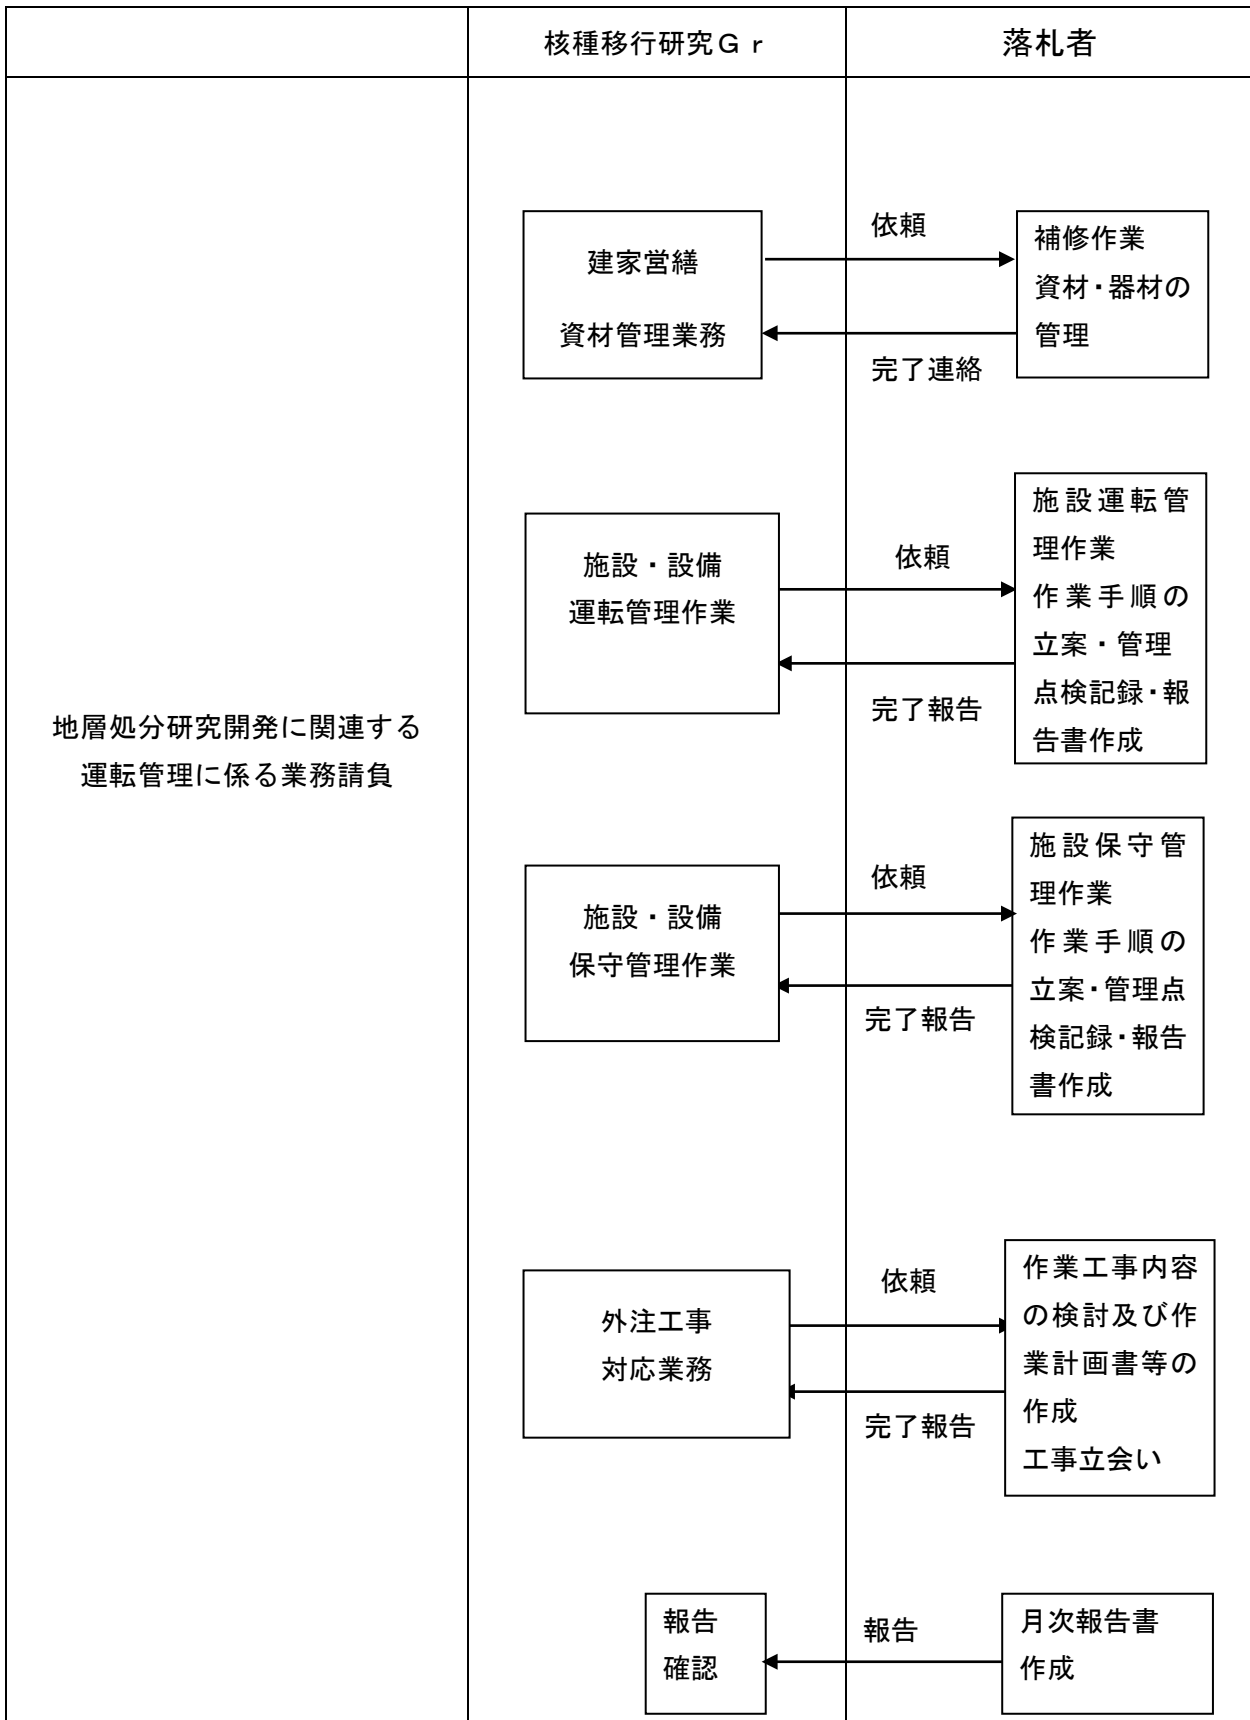 核種移行研究Ｇｒ
落札者
地層処分研究開発に関連する
運転管理に係る業務請負
建家営繕
資材管理業務
依頼
完了連絡
補修作業
資材・器材の
管理
施設・設備
運転管理作業
依頼
完了報告
施設運転管
理作業
作業手順の
立案・管理
点検記録・報
告書作成
施設・設備
保守管理作業
依頼
完了報告
施設保守管
理作業
作業手順の
立案・管理点
検記録・報告
書作成
外注工事
対応業務
依頼
完了報告
作業工事内容
の検討及び作
業計画書等の
作成
工事立会い
報告
確認
報告
月次報告書
作成